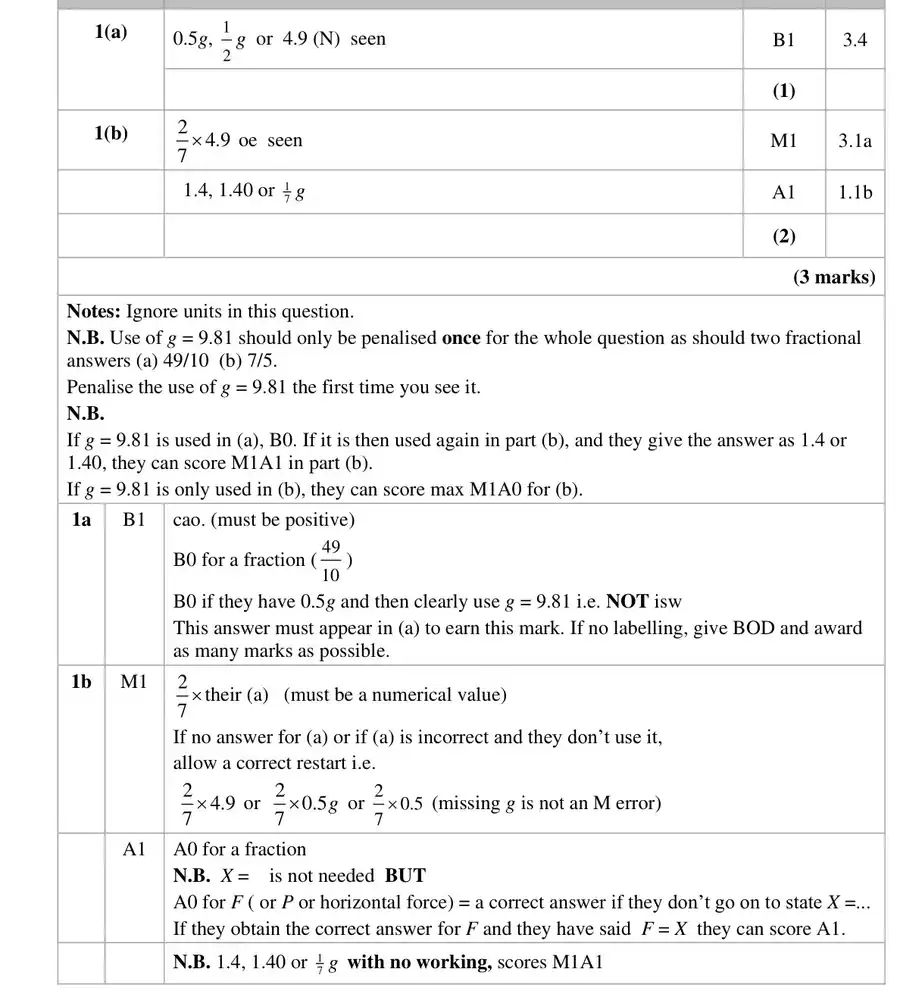 1(a) 0.5g, 1/2 g or 4.9 (N) seen B1 3.4
(1)
1(b) 2/7 × 4.9 oe seen M1 3.1a
1.4, 1.40 or 1/7 g A1 1.1b
(2)
(3 marks)
Notes: Ignore units in this question.
N.B. Use of g = 9.81 should only be penalised once for the whole question as should two fractional
answers (a) 49/10 (b) 7/5.
Penalise the use of g = 9.81 the first time you see it.
N.B.
If g = 9.81 is used in (a), B0. If it is then used again in part (b), and they give the answer as 1.4 or
1.40, they can score M1A1 in part (b).
If g = 9.81 is only used in (b), they can score max M1A0 for (b).
1a B1 cao. (must be positive)
B0 for a fraction ( 49/10 )
B0 if they have 0.5g and then clearly use g = 9.81 i.e. NOT isw
This answer must appear in (a) to earn this mark. If no labelling, give BOD and award
as many marks as possible.
1b M1 2/7 × their (a) (must be a numerical value)
If no answer for (a) or if (a) is incorrect and they don't use it,
allow a correct restart i.e.
2/7 × 4.9 or 2/7 × 0.5g or 2/7 × 0.5 (missing g is not an M error)
A1 A0 for a fraction
N.B. X = is not needed BUT
A0 for F ( or P or horizontal force) = a correct answer if they don't go on to state X =...
If they obtain the correct answer for F and they have said F = X they can score A1.
N.B. 1.4, 1.40 or 1/7 g with no working, scores M1A1